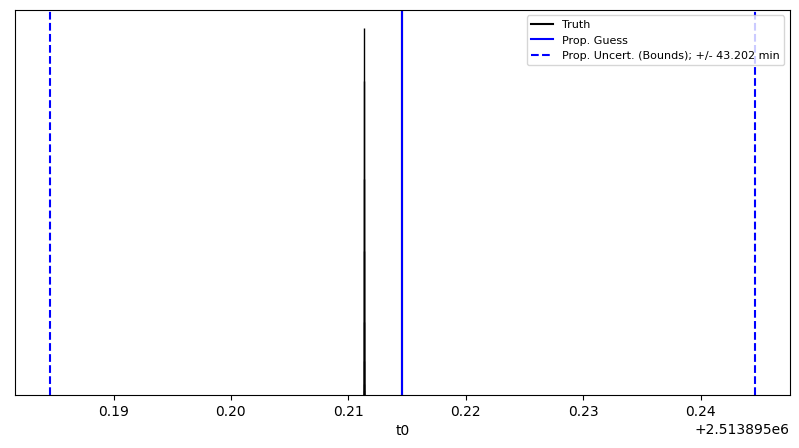 Truth
Prop. Guess
Prop. Uncert. (Bounds); +/- 43.202 min
0.19 0.20 0.21 0.22 0.23 0.24
t0
+2.513895e6